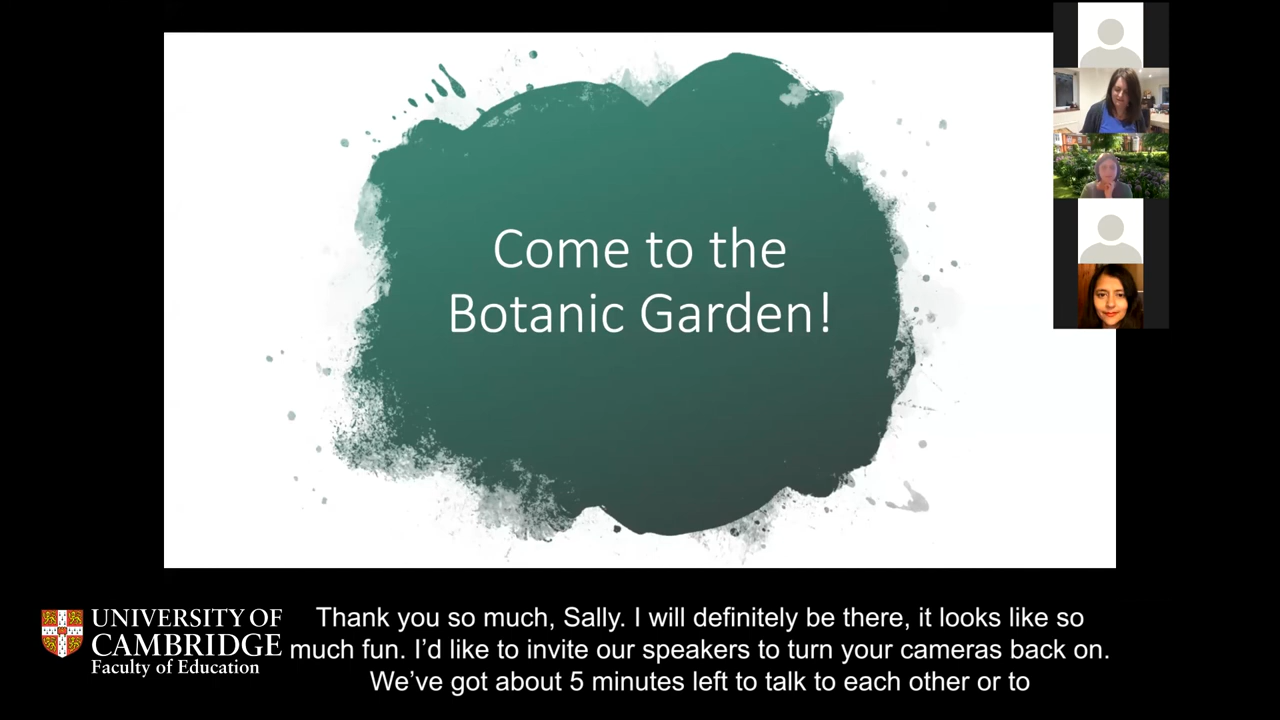 Come to the
Botanic Garden!
UNIVERSITY OF
CAMBRIDGE
Faculty of Education
Thank you so much, Sally. I will definitely be there, it looks like so
much fun. I’d like to invite our speakers to turn your cameras back on.
We’ve got about 5 minutes left to talk to each other or to